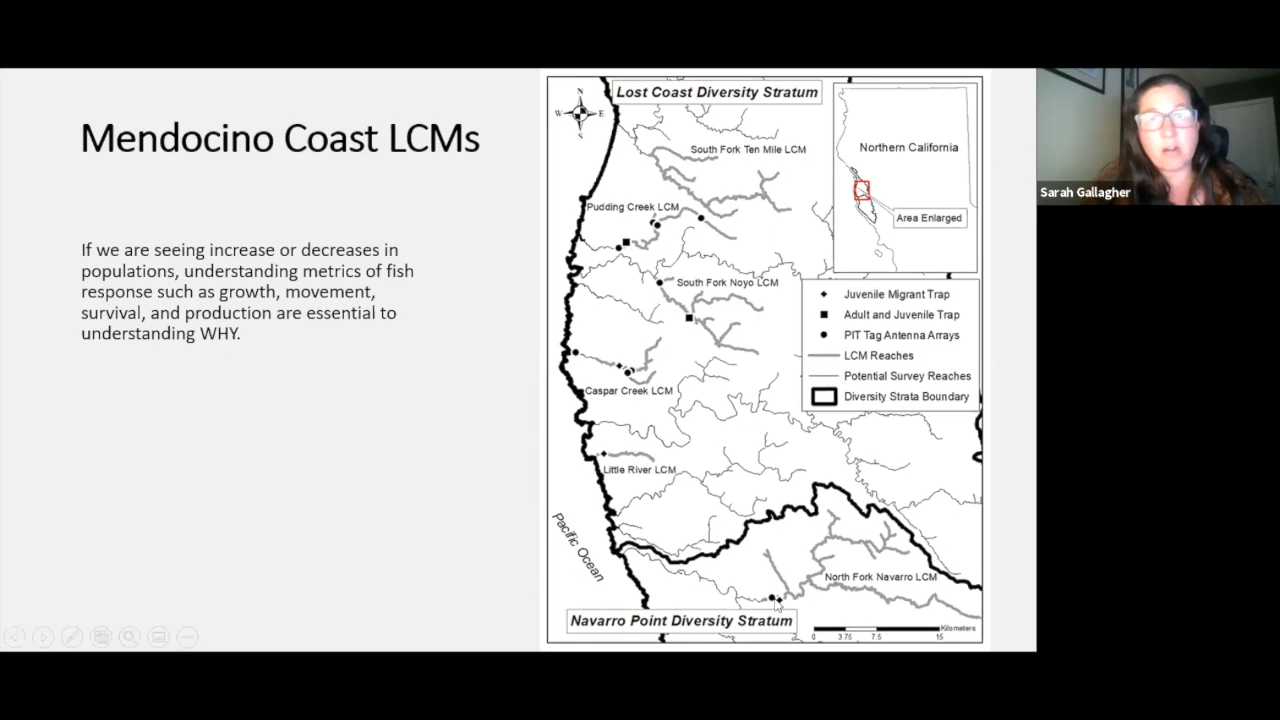 Mendocino Coast LCMs
If we are seeing increase or decreases in
populations, understanding metrics of fish
response such as growth, movement,
survival, and production are essential to
understanding WHY.
Lost Coast Diversity Stratum
N
W
E
S
South Fork Ten Mile LCM
Pudding Creek LCM
South Fork Noyo LCM
Caspar Creek LCM
Little River LCM
Pacific Ocean
North Fork Navarro LCM
Navarro Point Diversity Stratum
Northern California
Area Enlarged
Juvenile Migrant Trap
Adult and Juvenile Trap
PIT Tag Antenna Arrays
LCM Reaches
Potential Survey Reaches
Diversity Strata Boundary
Kilometers
0 3.75 7.5 15
Sarah Gallagher